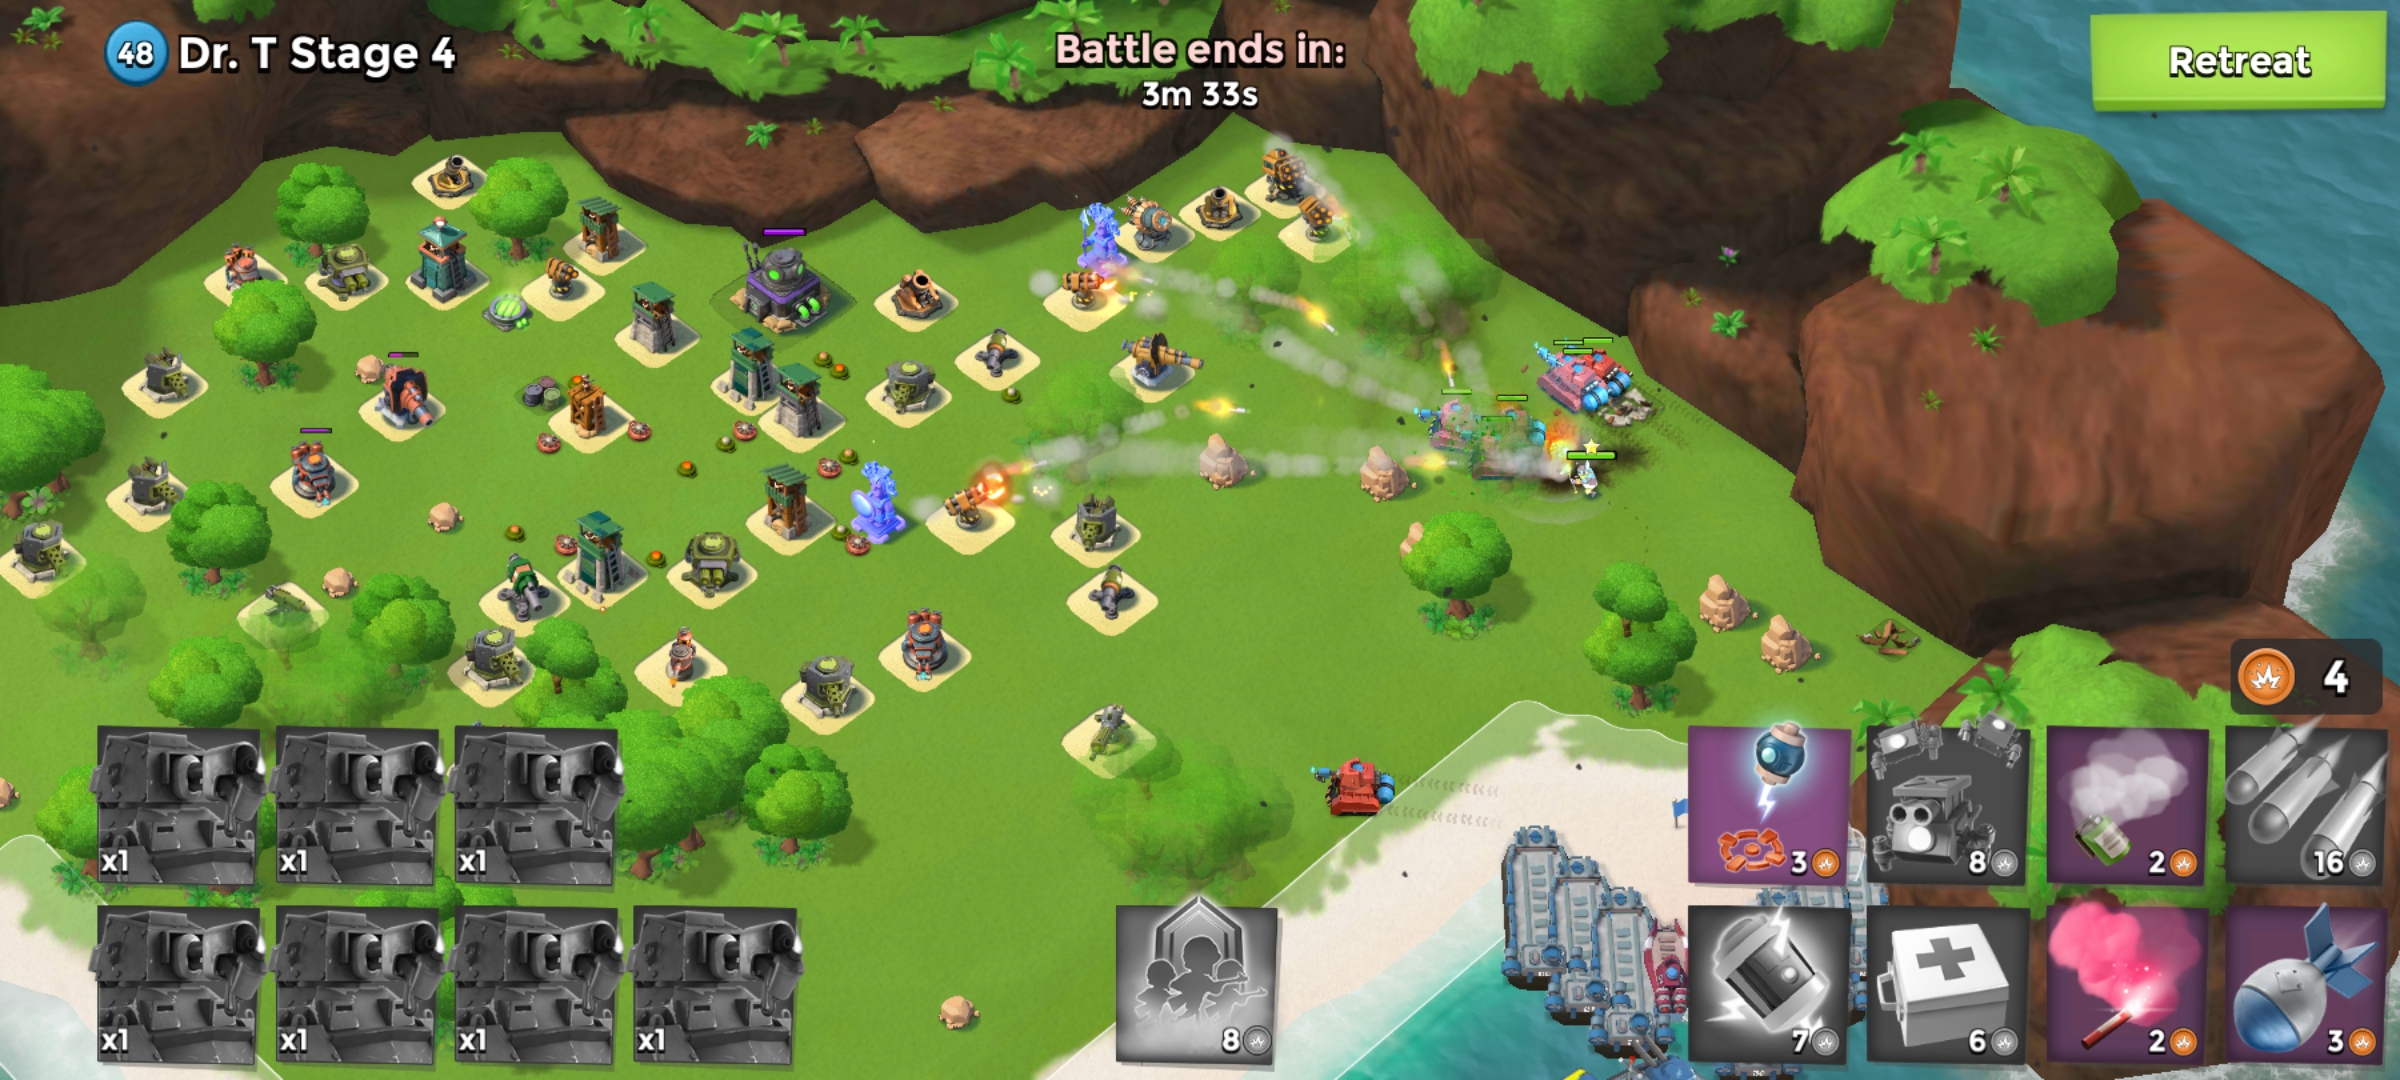 48 Dr. T Stage 4
Battle ends in:
3m 33s
Retreat
4
x1 x1 x1
3 8 2 16
x1 x1 x1 x1
8
7 6 2 3